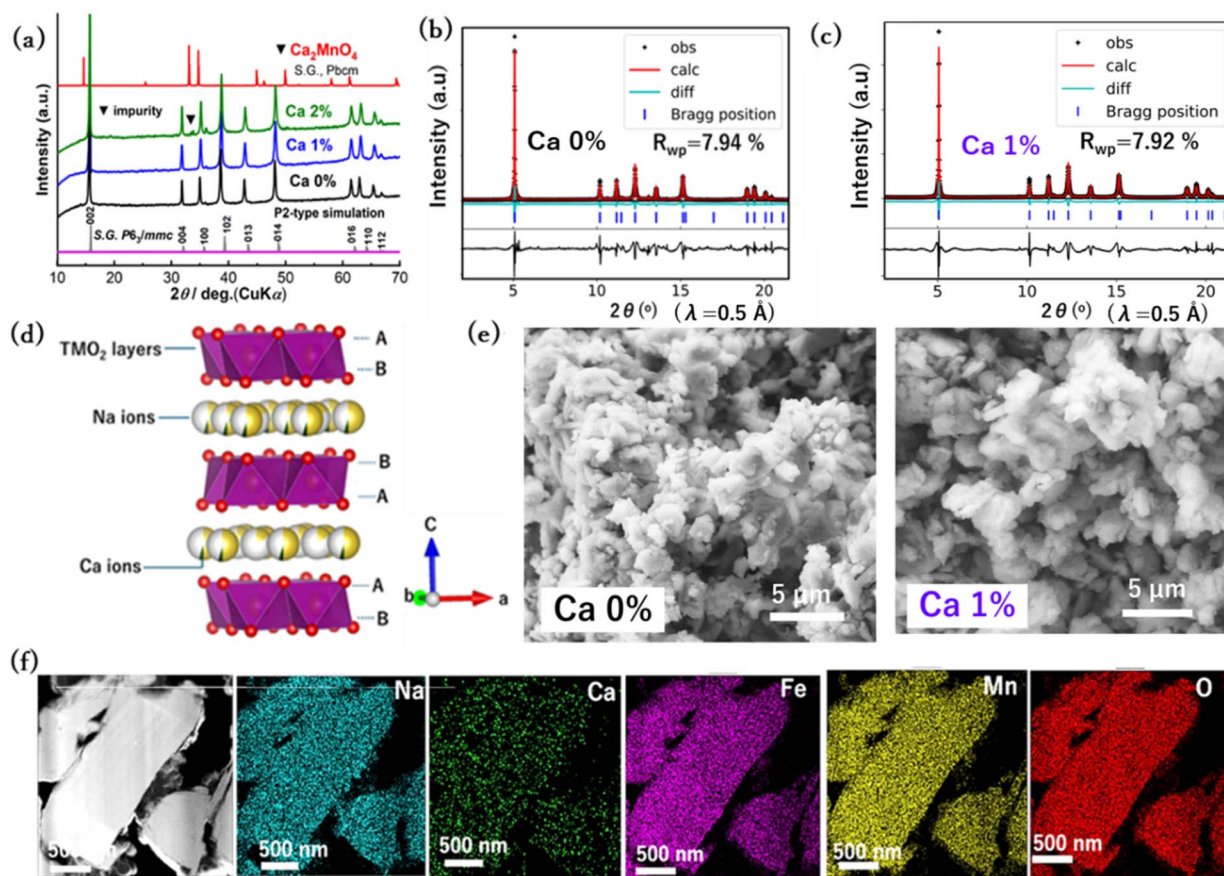 (a)
Intensity (a.u.)
▼ Ca₂MnO₄
S.G., Pbcm
▼ impurity
Ca 2%
Ca 1%
Ca 0%
P2-type simulation
S.G. P6₃/mmc
002
004
100
102
013
014
016
110
112
10 20 30 40 50 60 70
2θ / deg.(CuKα)
(b)
Intensity (a.u)
obs
calc
diff
Bragg position
Ca 0%
Rwp=7.94 %
5 10 15 20
2θ (o) (λ =0.5 Å)
(c)
Intensity (a.u)
obs
calc
diff
Bragg position
Ca 1%
Rwp=7.92 %
5 10 15 20
2θ (o) (λ =0.5 Å)
(d)
TMO₂ layers
A
B
Na ions
B
A
Ca ions
A
B
C
b
a
(e)
Ca 0%
5 µm
Ca 1%
5 µm
(f)
500 nm
Na
500 nm
Ca
500 nm
Fe
500 nm
Mn
500 nm
O
500 nm